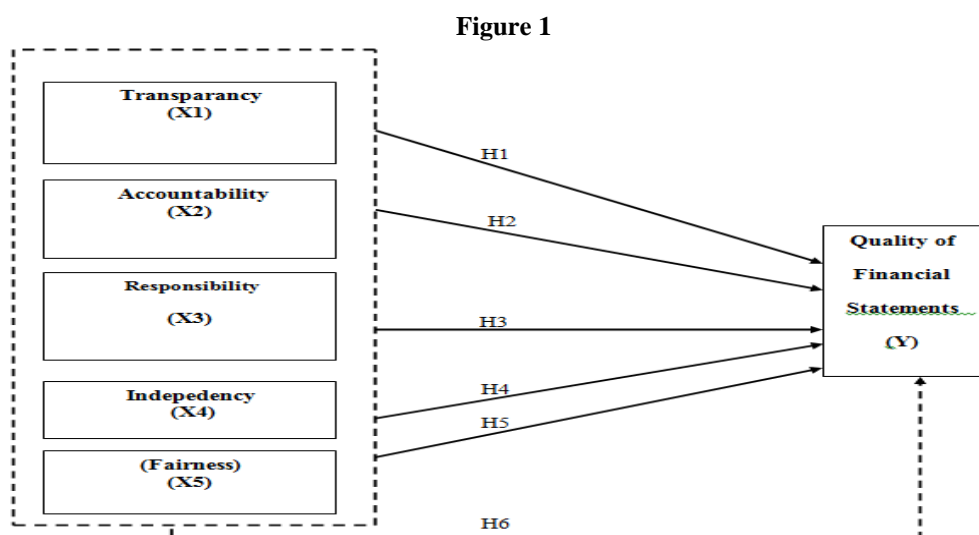 Figure 1
Transparancy
(X1)
Accountability
(X2)
Responsibility
(X3)
Indepedency
(X4)
(Fairness)
(X5)
H1
H2
H3
H4
H5
H6
Quality of
Financial
Statements
(Y)